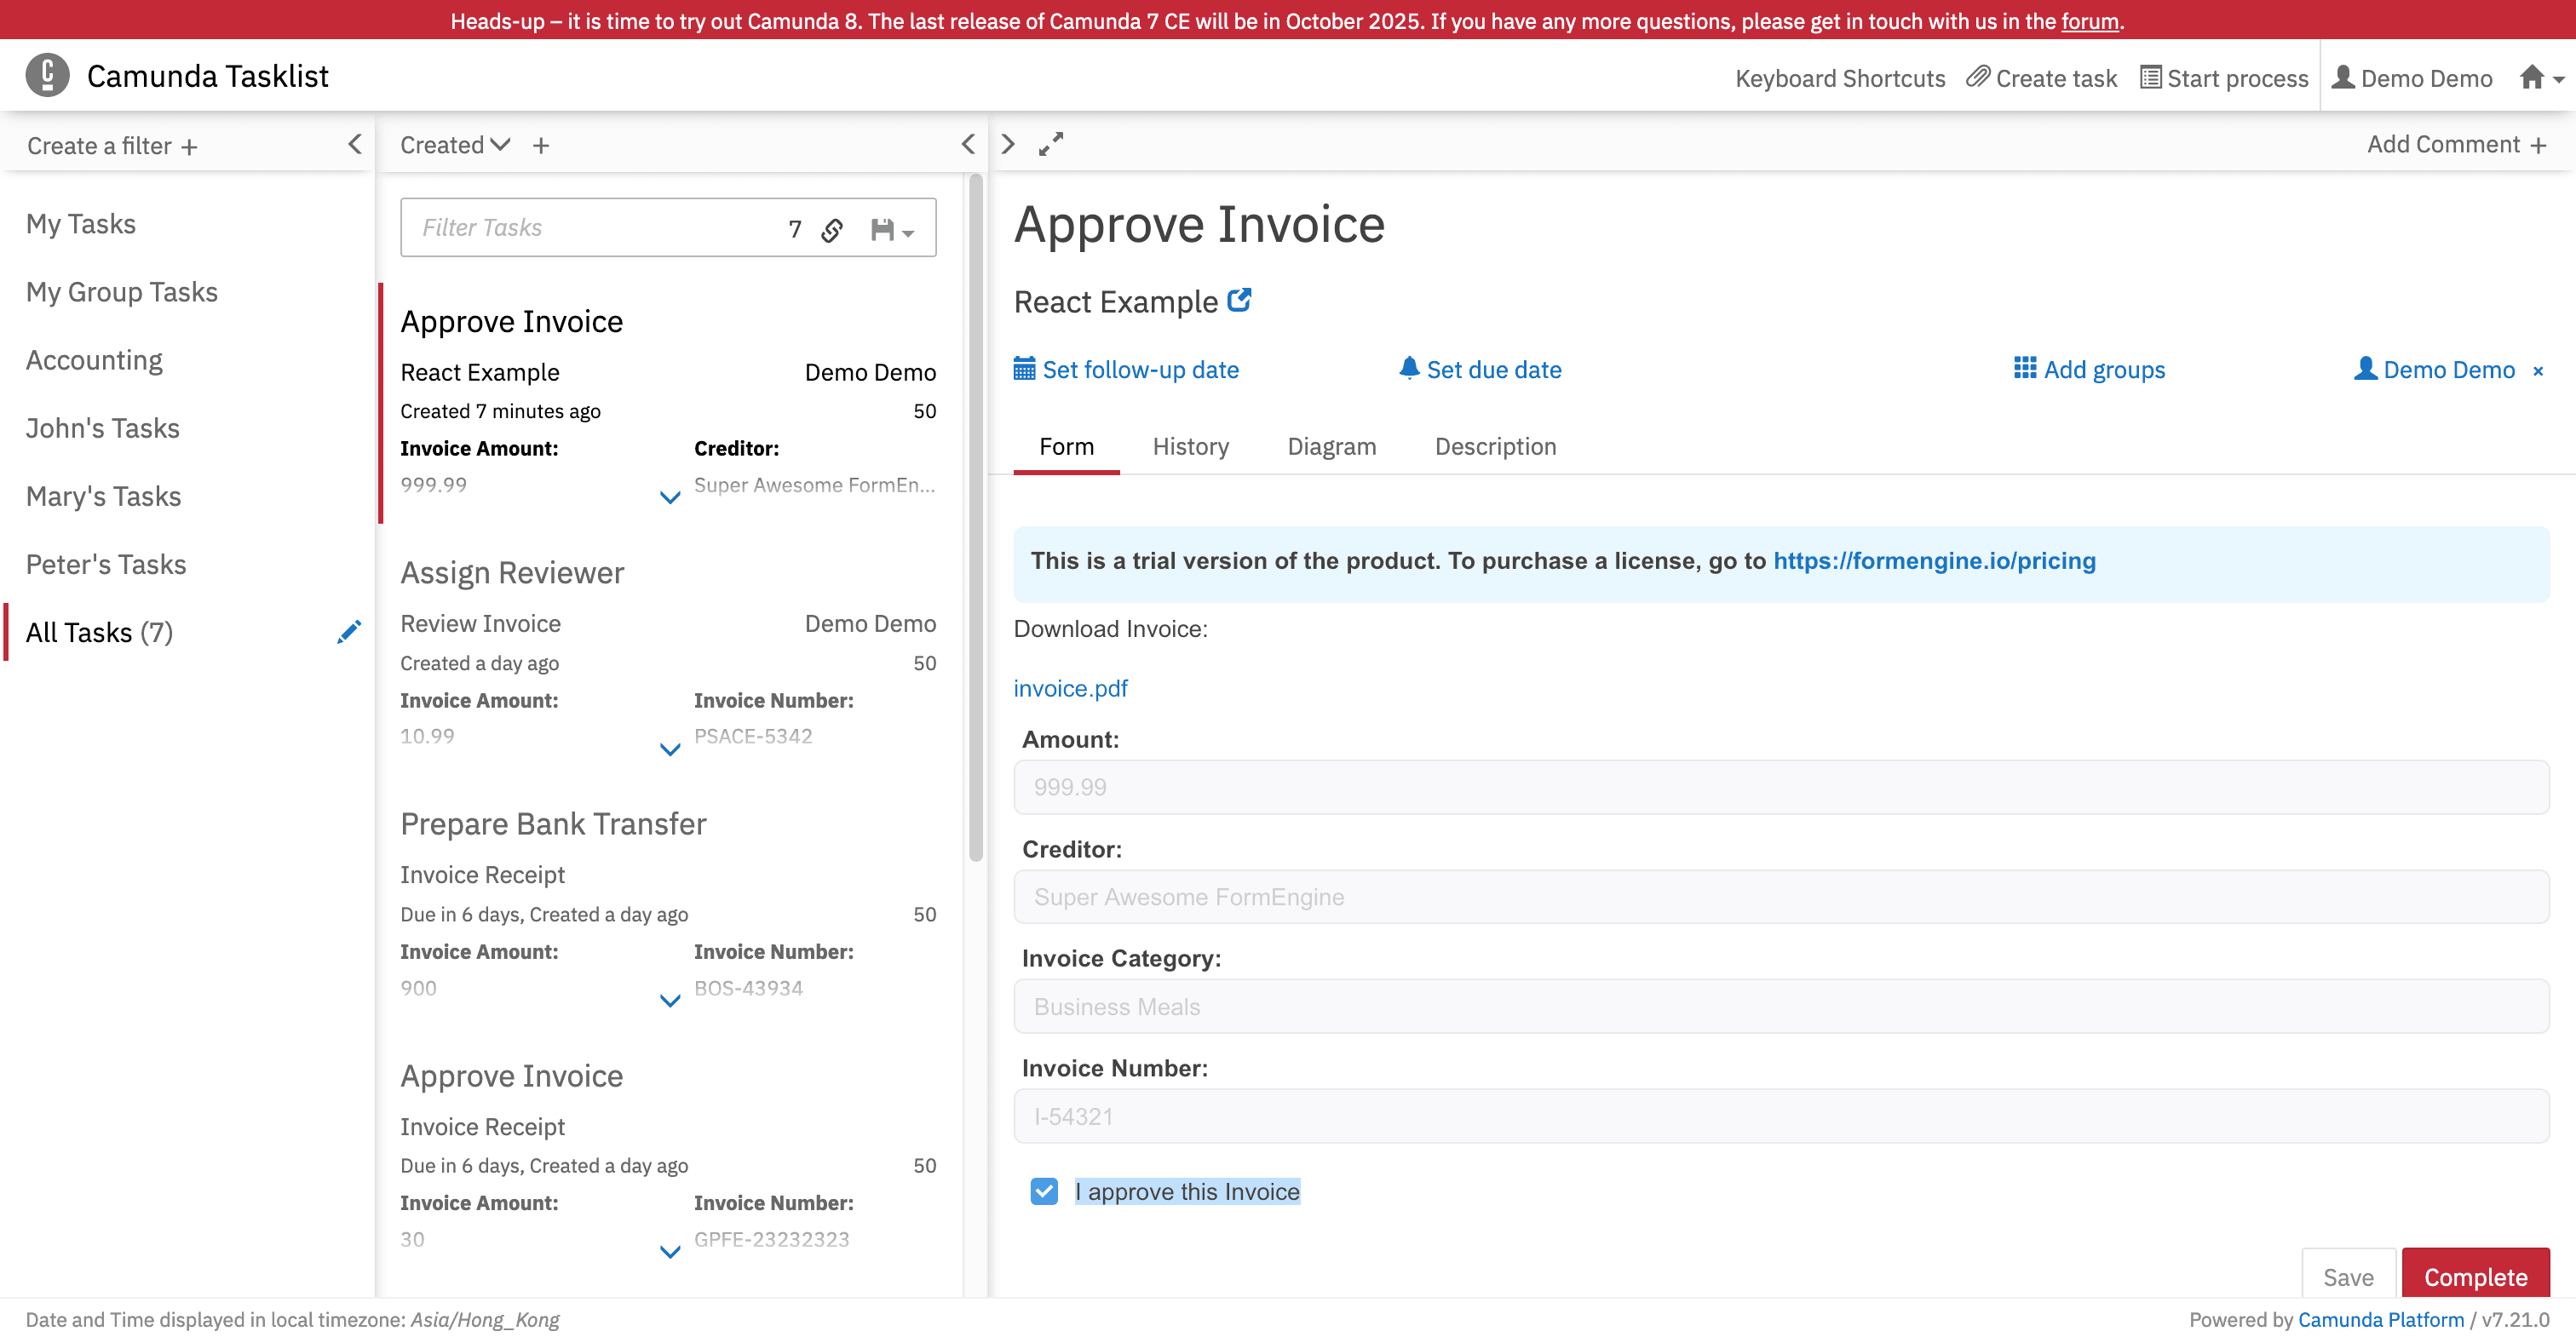 Heads-up – it is time to try out Camunda 8. The last release of Camunda 7 CE will be in October 2025. If you have any more questions, please get in touch with us in the forum.
Camunda Tasklist
Keyboard Shortcuts Create task Start process Demo Demo
Create a filter +
Created +
Add Comment +
My Tasks
My Group Tasks
Accounting
John's Tasks
Mary's Tasks
Peter's Tasks
All Tasks (7)
Filter Tasks 7
Approve Invoice
React Example Demo Demo
Created 7 minutes ago 50
Invoice Amount: Creditor:
999.99 Super Awesome FormEn...
Assign Reviewer
Review Invoice Demo Demo
Created a day ago 50
Invoice Amount: Invoice Number:
10.99 PSACE-5342
Prepare Bank Transfer
Invoice Receipt
Due in 6 days, Created a day ago 50
Invoice Amount: Invoice Number:
900 BOS-43934
Approve Invoice
Invoice Receipt
Due in 6 days, Created a day ago 50
Invoice Amount: Invoice Number:
30 GPFE-23232323
Approve Invoice
React Example
Set follow-up date Set due date Add groups Demo Demo ×
Form History Diagram Description
This is a trial version of the product. To purchase a license, go to https://formengine.io/pricing
Download Invoice:
invoice.pdf
Amount:
999.99
Creditor:
Super Awesome FormEngine
Invoice Category:
Business Meals
Invoice Number:
I-54321
I approve this Invoice
Save Complete
Date and Time displayed in local timezone: Asia/Hong_Kong
Powered by Camunda Platform / v7.21.0